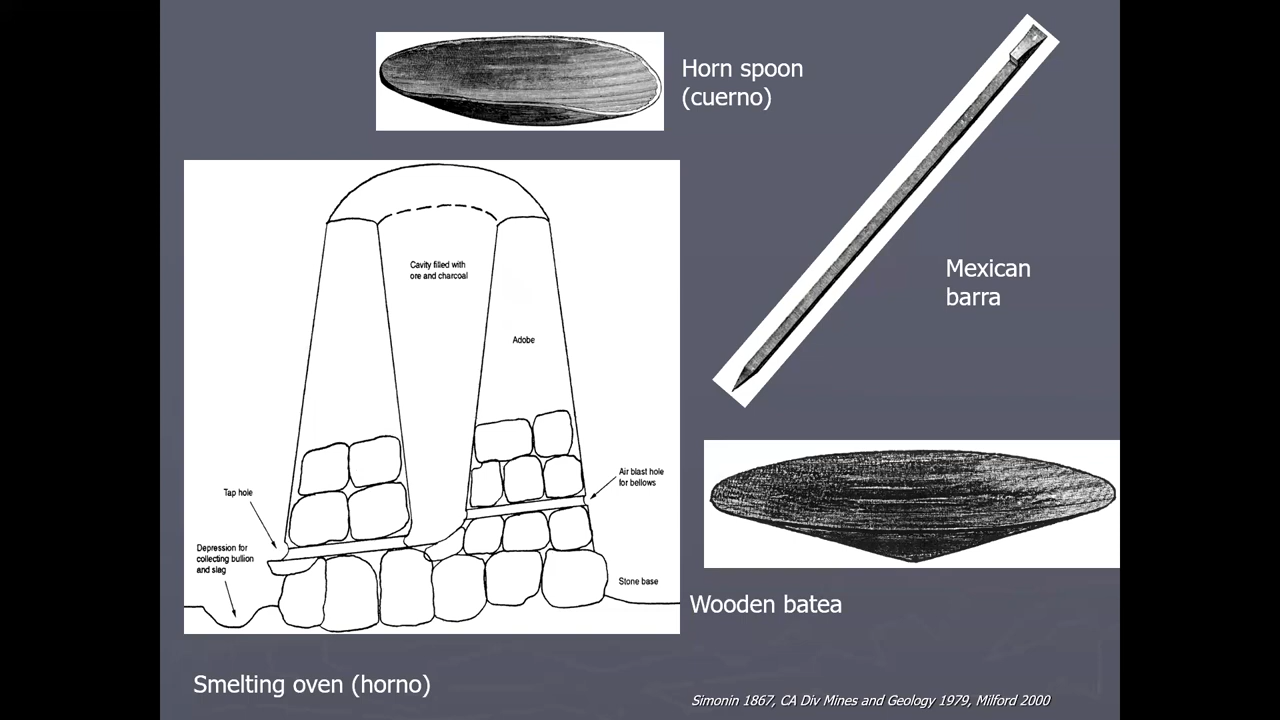 Horn spoon
(cuerno)
Cavity filled with
ore and charcoal
Adobe
Mexican
barra
Air blast hole
for bellows
Tap hole
Depression for
collecting bullion
and slag
Stone base
Wooden batea
Smelting oven (horno)
Simonin 1867, CA Div Mines and Geology 1979, Milford 2000